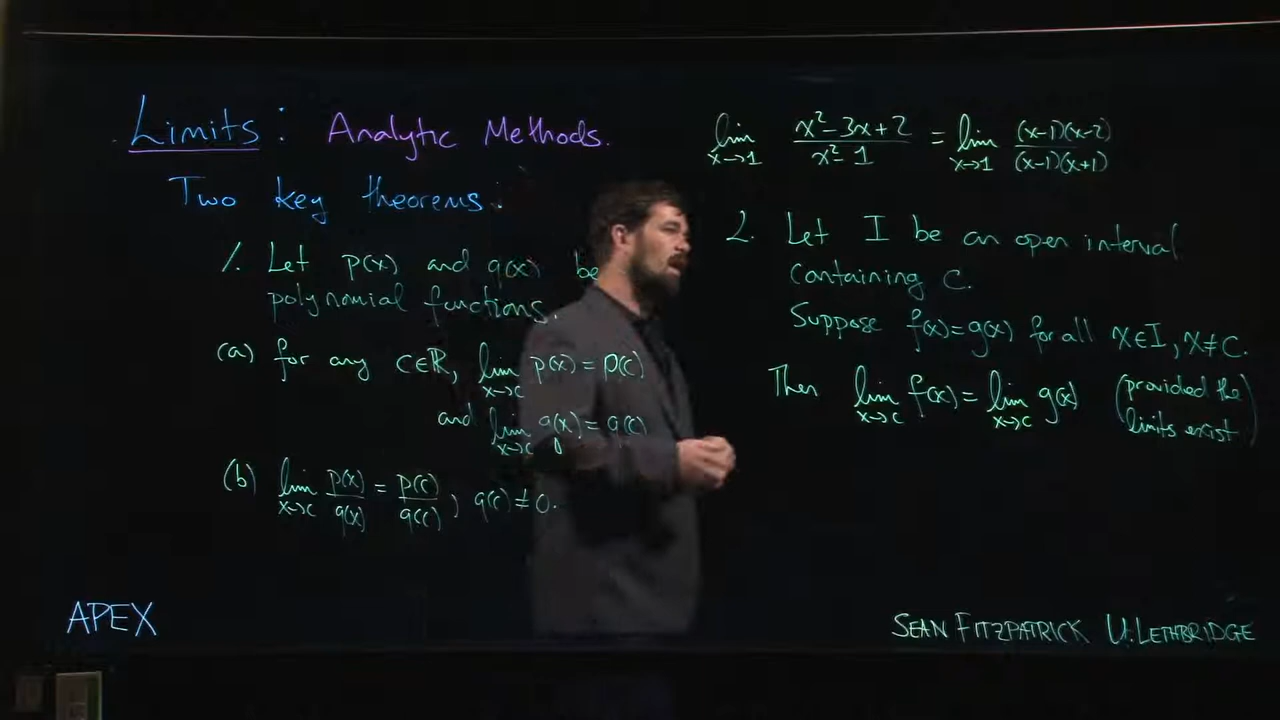 Limits: Analytic Methods.
Two key theorems:
1. Let p(x) and q(x) be
polynomial functions.
(a) for any c∈ℝ, lim x→c p(x) = p(c)
and lim x→c q(x) = q(c)
(b) lim x→c p(x)/q(x) = p(c)/q(c), q(c) ≠ 0.
lim x→1 x²-3x+2 / x²-1 = lim x→1 (x-1)(x-2) / (x-1)(x+1)
2. Let I be an open interval
containing c.
Suppose f(x)=g(x) for all x∈I, x≠c.
Then lim x→c f(x) = lim x→c g(x) (provided the
limits exist)
APEX
SEAN FITZPATRICK U. LETHBRIDGE